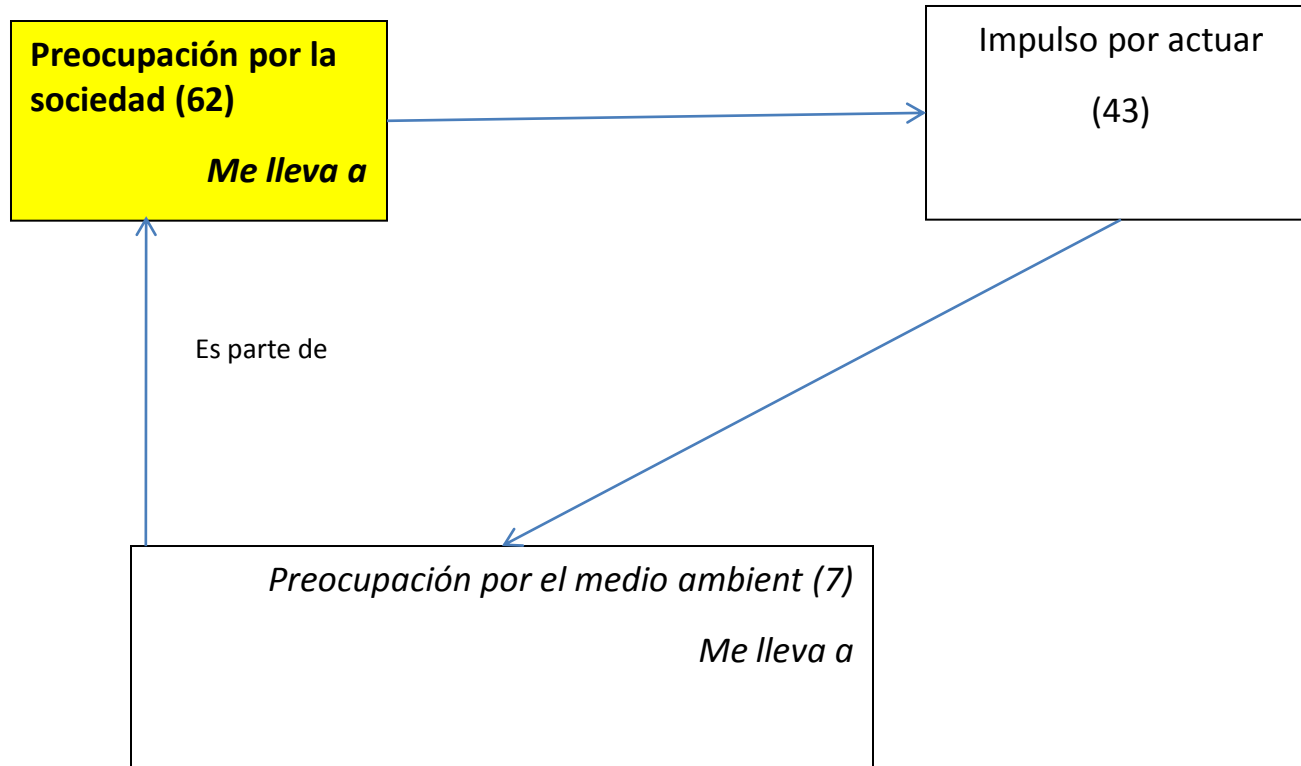 Preocupación por la
sociedad (62)
Me lleva a
Impulso por actuar
(43)
Es parte de
Preocupación por el medio ambient (7)
Me lleva a